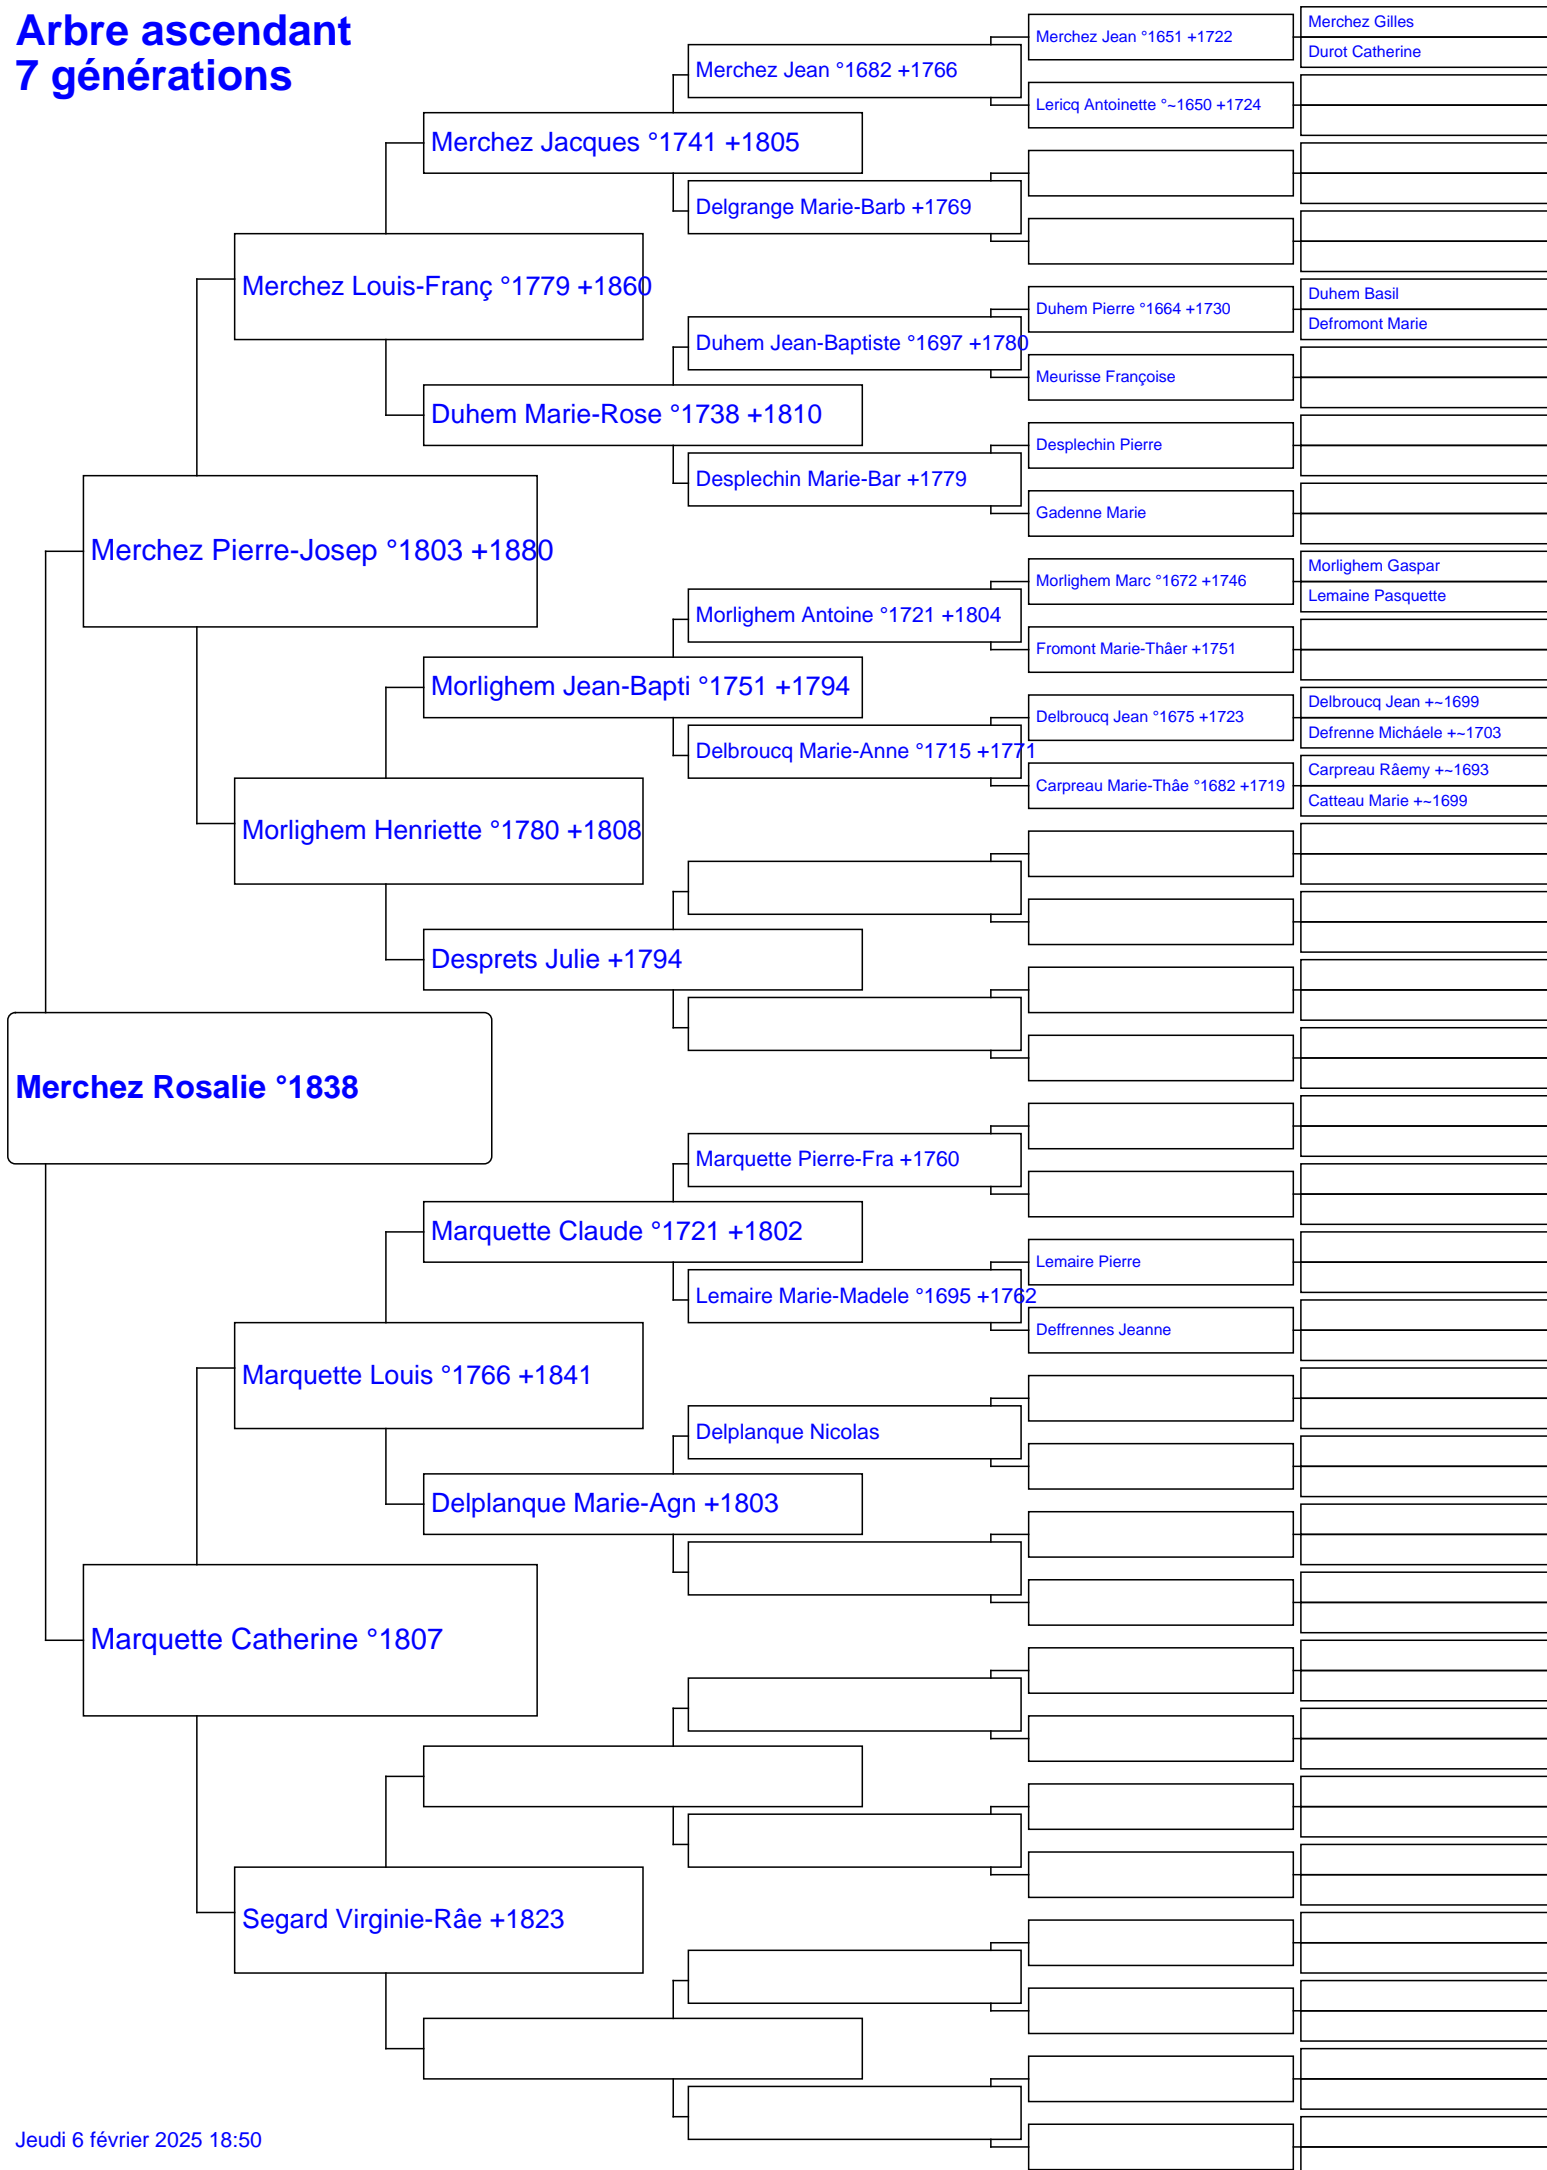 Arbre ascendant
7 générations
Merchez Gilles
Merchez Jean °1651 +1722
Durot Catherine
Merchez Jean °1682 +1766
Lericq Antoinette °~1650 +1724
Merchez Jacques °1741 +1805
Delgrange Marie-Barb +1769
Merchez Louis-Franç °1779 +1860
Duhem Basil
Duhem Pierre °1664 +1730
Defromont Marie
Duhem Jean-Baptiste °1697 +1780
Meurisse Françoise
Duhem Marie-Rose °1738 +1810
Desplechin Pierre
Desplechin Marie-Bar +1779
Gadenne Marie
Merchez Pierre-Josep °1803 +1880
Morlighem Gaspar
Morlighem Marc °1672 +1746
Lemaine Pasquette
Morlighem Antoine °1721 +1804
Fromont Marie-Thâer +1751
Morlighem Jean-Bapti °1751 +1794
Delbroucq Jean +~1699
Delbroucq Jean °1675 +1723
Defrenne Micháele +~1703
Delbroucq Marie-Anne °1715 +1771
Carpreau Râemy +~1693
Carpreau Marie-Thâe °1682 +1719
Catteau Marie +~1699
Morlighem Henriette °1780 +1808
Desprets Julie +1794
Merchez Rosalie °1838
Marquette Pierre-Fra +1760
Marquette Claude °1721 +1802
Lemaire Pierre
Lemaire Marie-Madele °1695 +1762
Deffrennes Jeanne
Marquette Louis °1766 +1841
Delplanque Nicolas
Delplanque Marie-Agn +1803
Marquette Catherine °1807
Segard Virginie-Râe +1823
Jeudi 6 février 2025 18:50